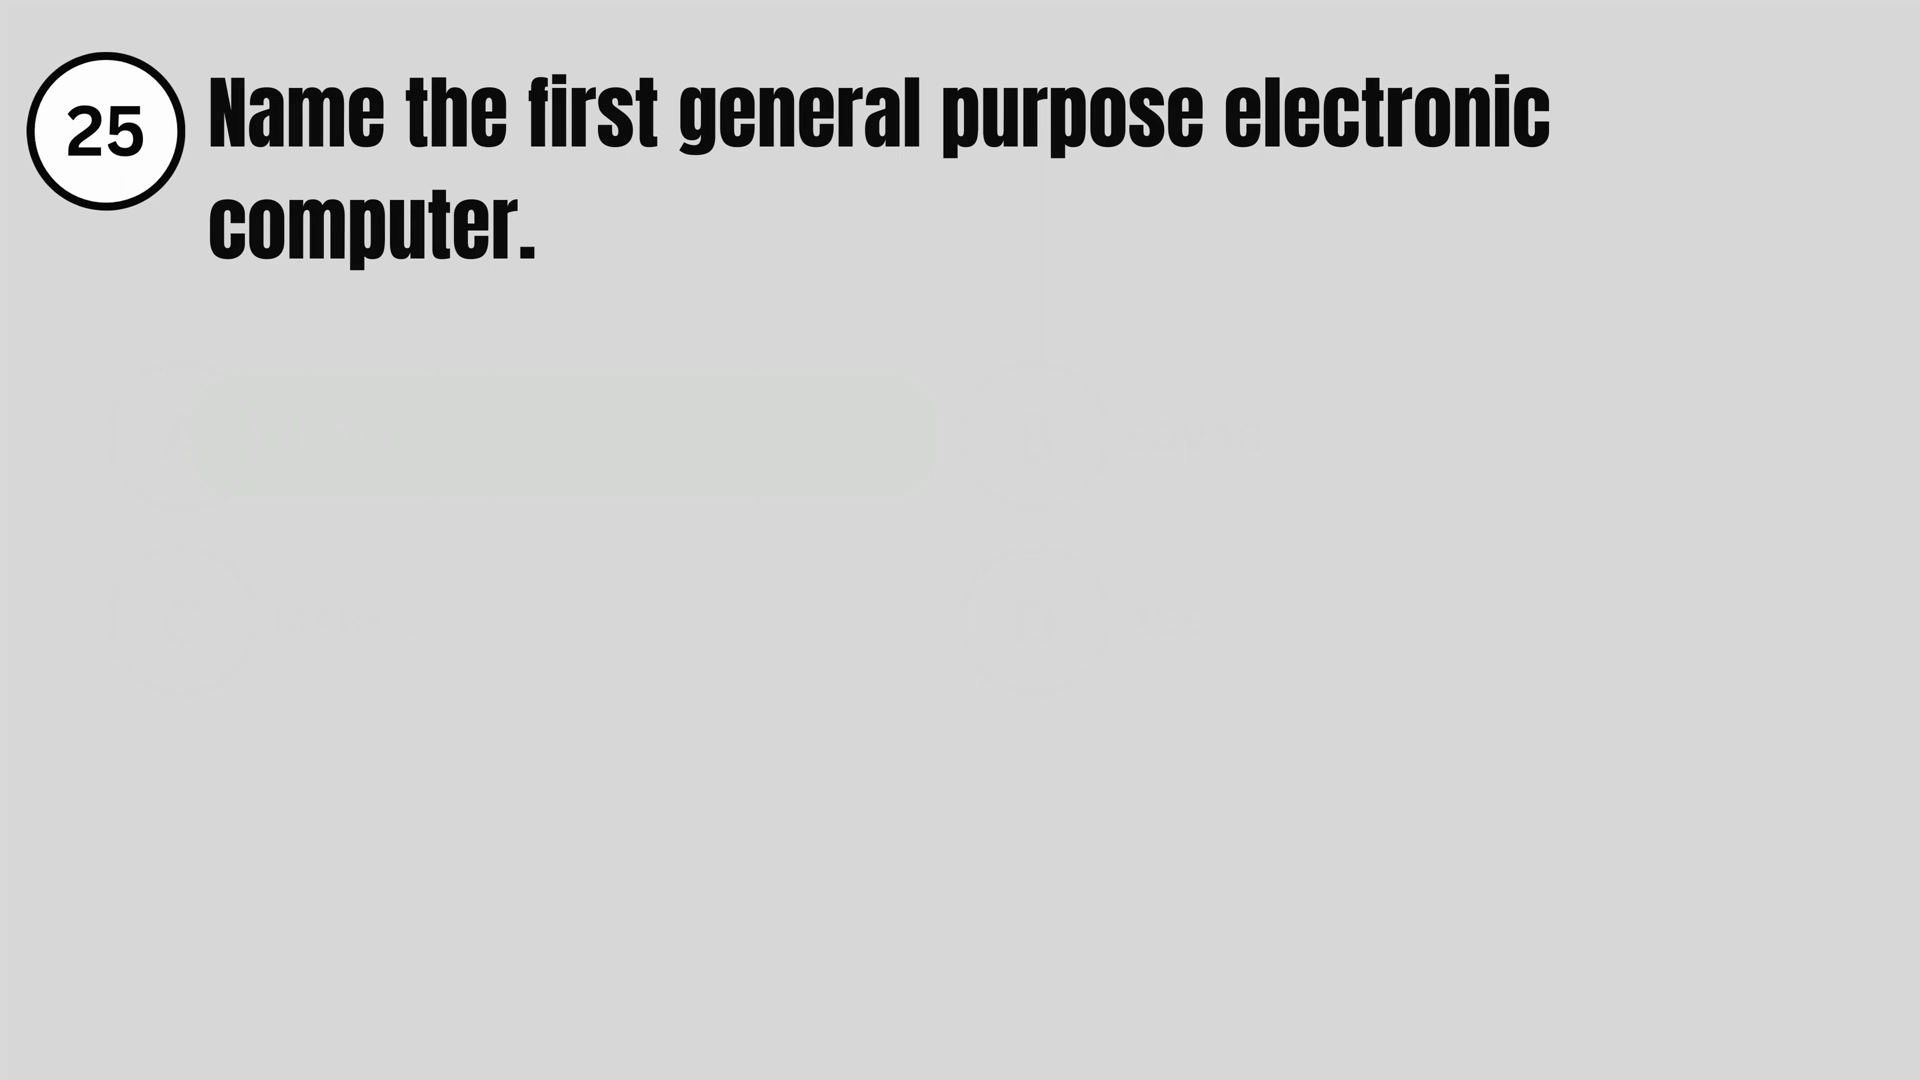 25
Name the first general purpose electronic
computer.
A
B
C
D